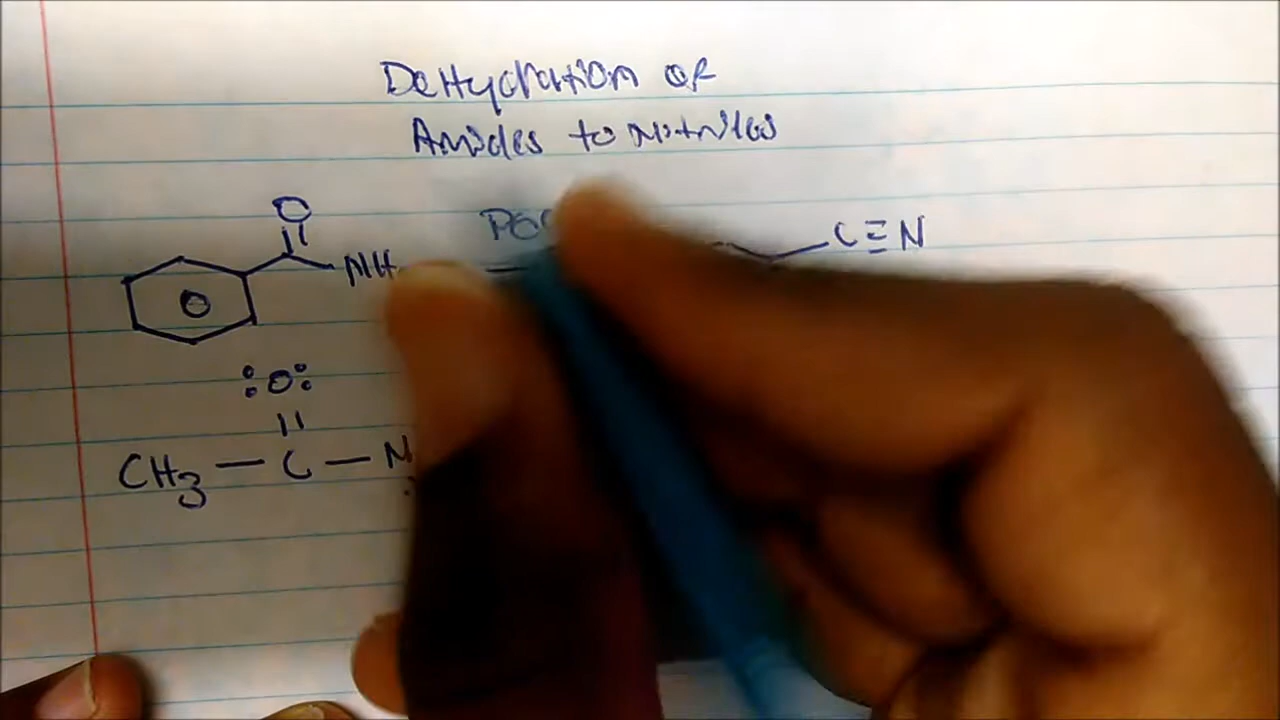 DeHydration of
Amides to Nitriles
O
NH
C≡N
:O:
||
CH3 — C — N